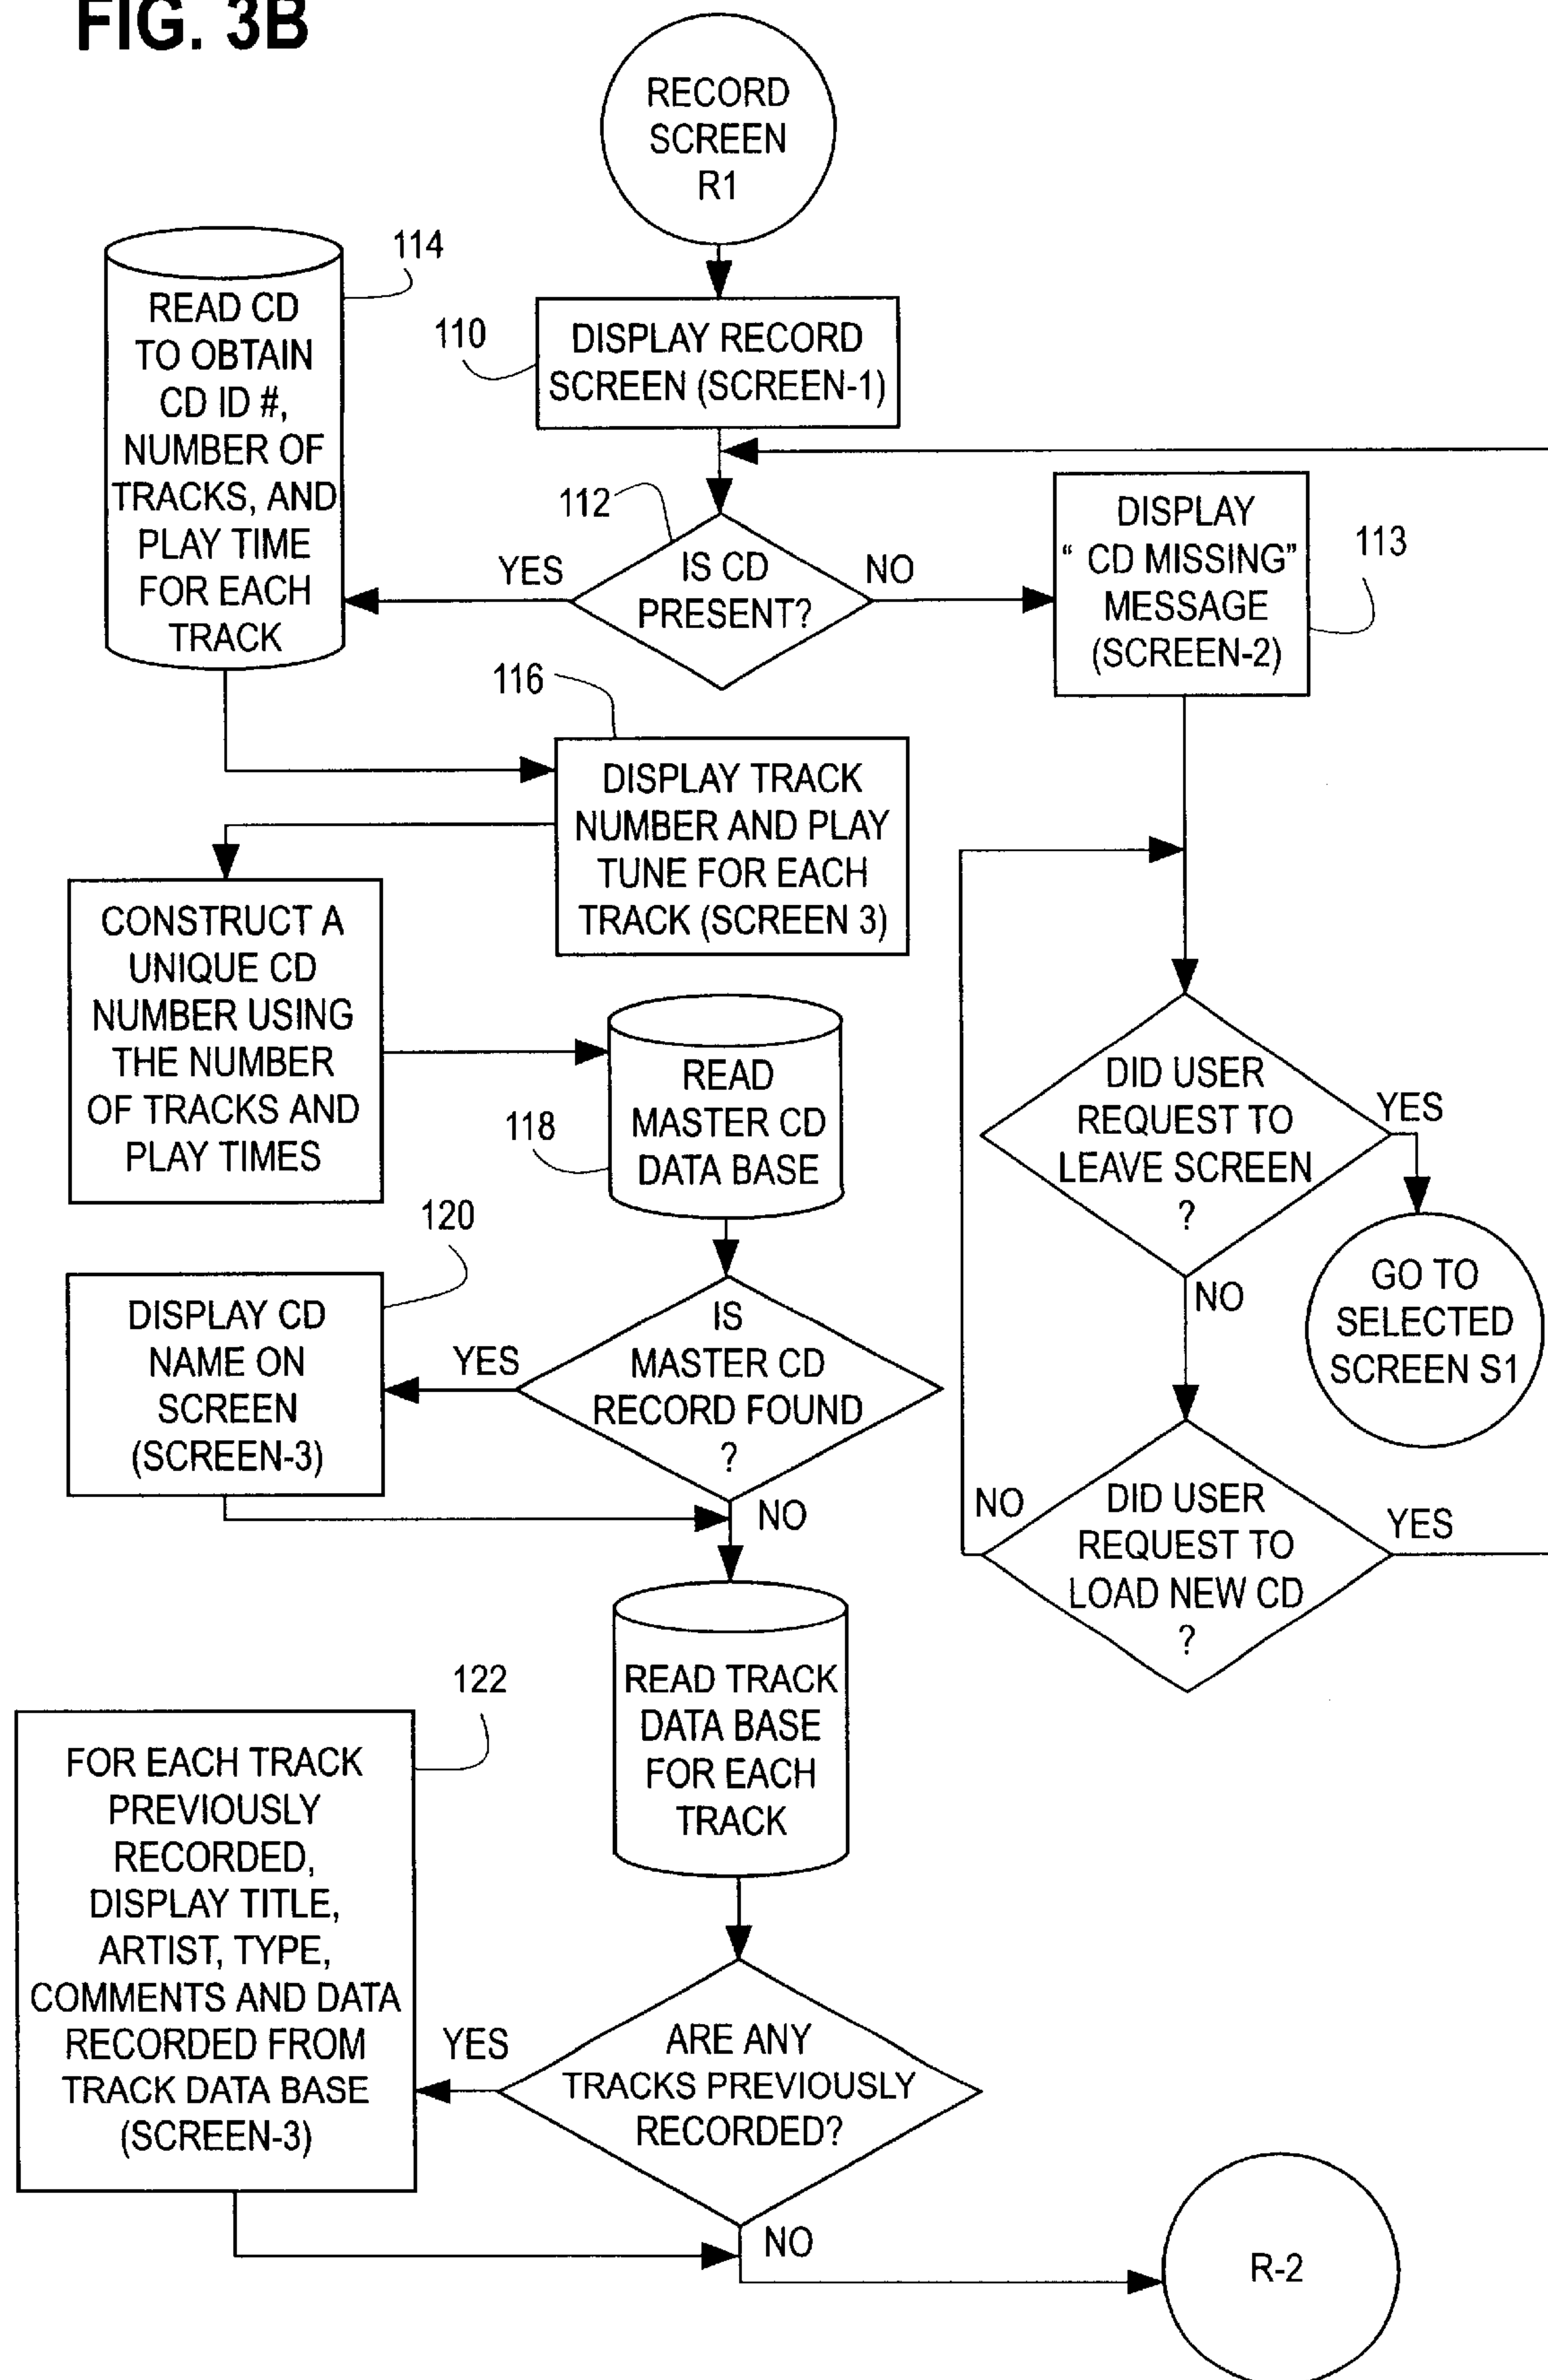 FIG. 3B
RECORD
SCREEN
R1
114
READ CD
TO OBTAIN
CD ID #,
NUMBER OF
TRACKS, AND
PLAY TIME
FOR EACH
TRACK
110
DISPLAY RECORD
SCREEN (SCREEN-1)
112
IS CD
PRESENT?
YES
NO
DISPLAY
“ CD MISSING”
MESSAGE
(SCREEN-2)
113
116
DISPLAY TRACK
NUMBER AND PLAY
TUNE FOR EACH
TRACK (SCREEN 3)
CONSTRUCT A
UNIQUE CD
NUMBER USING
THE NUMBER
OF TRACKS AND
PLAY TIMES
118
READ
MASTER CD
DATA BASE
DID USER
REQUEST TO
LEAVE SCREEN
?
YES
NO
GO TO
SELECTED
SCREEN S1
120
DISPLAY CD
NAME ON
SCREEN
(SCREEN-3)
YES
IS
MASTER CD
RECORD FOUND
?
NO
NO
DID USER
REQUEST TO
LOAD NEW CD
?
YES
READ TRACK
DATA BASE
FOR EACH
TRACK
122
FOR EACH TRACK
PREVIOUSLY
RECORDED,
DISPLAY TITLE,
ARTIST, TYPE,
COMMENTS AND DATA
RECORDED FROM
TRACK DATA BASE
(SCREEN-3)
YES
ARE ANY
TRACKS PREVIOUSLY
RECORDED?
NO
R-2